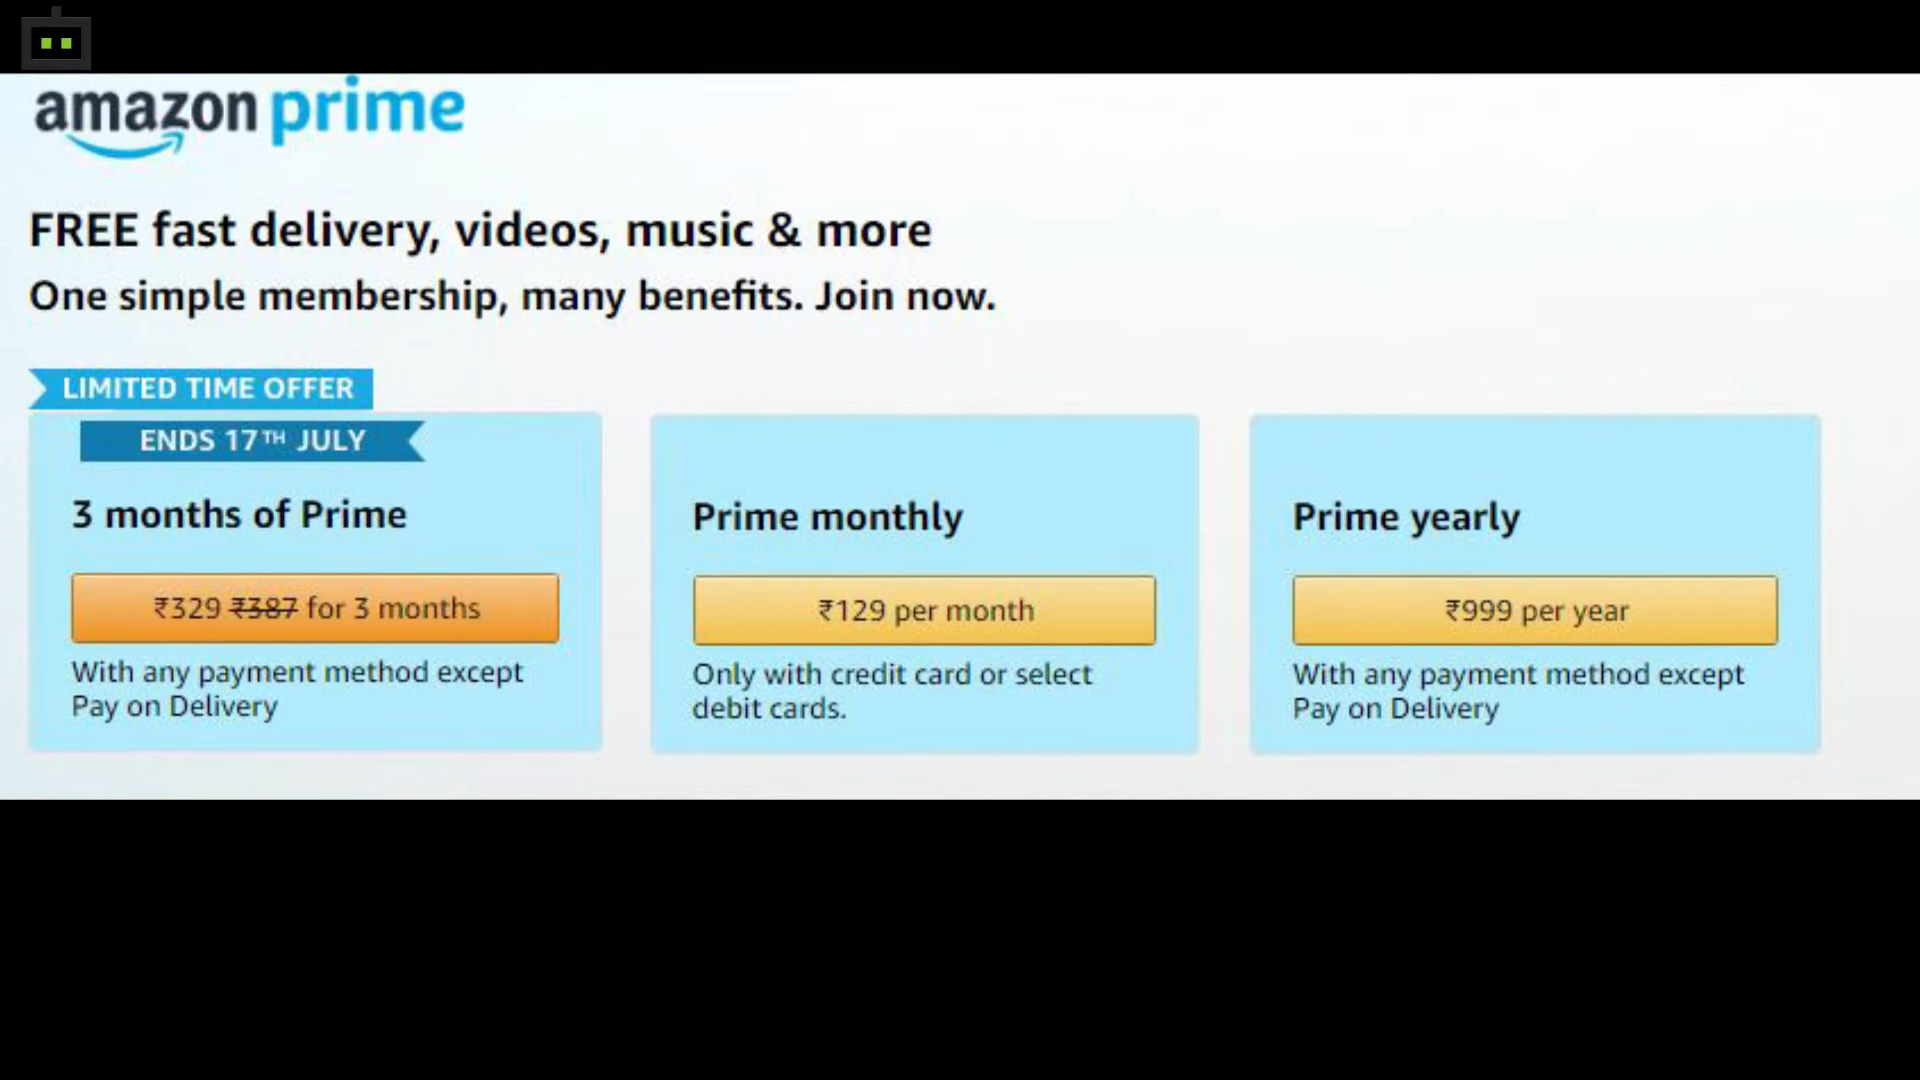 amazon prime
FREE fast delivery, videos, music & more
One simple membership, many benefits. Join now.
LIMITED TIME OFFER
ENDS 17TH JULY
3 months of Prime
₹329 ₹387 for 3 months
With any payment method except
Pay on Delivery
Prime monthly
₹129 per month
Only with credit card or select
debit cards.
Prime yearly
₹999 per year
With any payment method except
Pay on Delivery